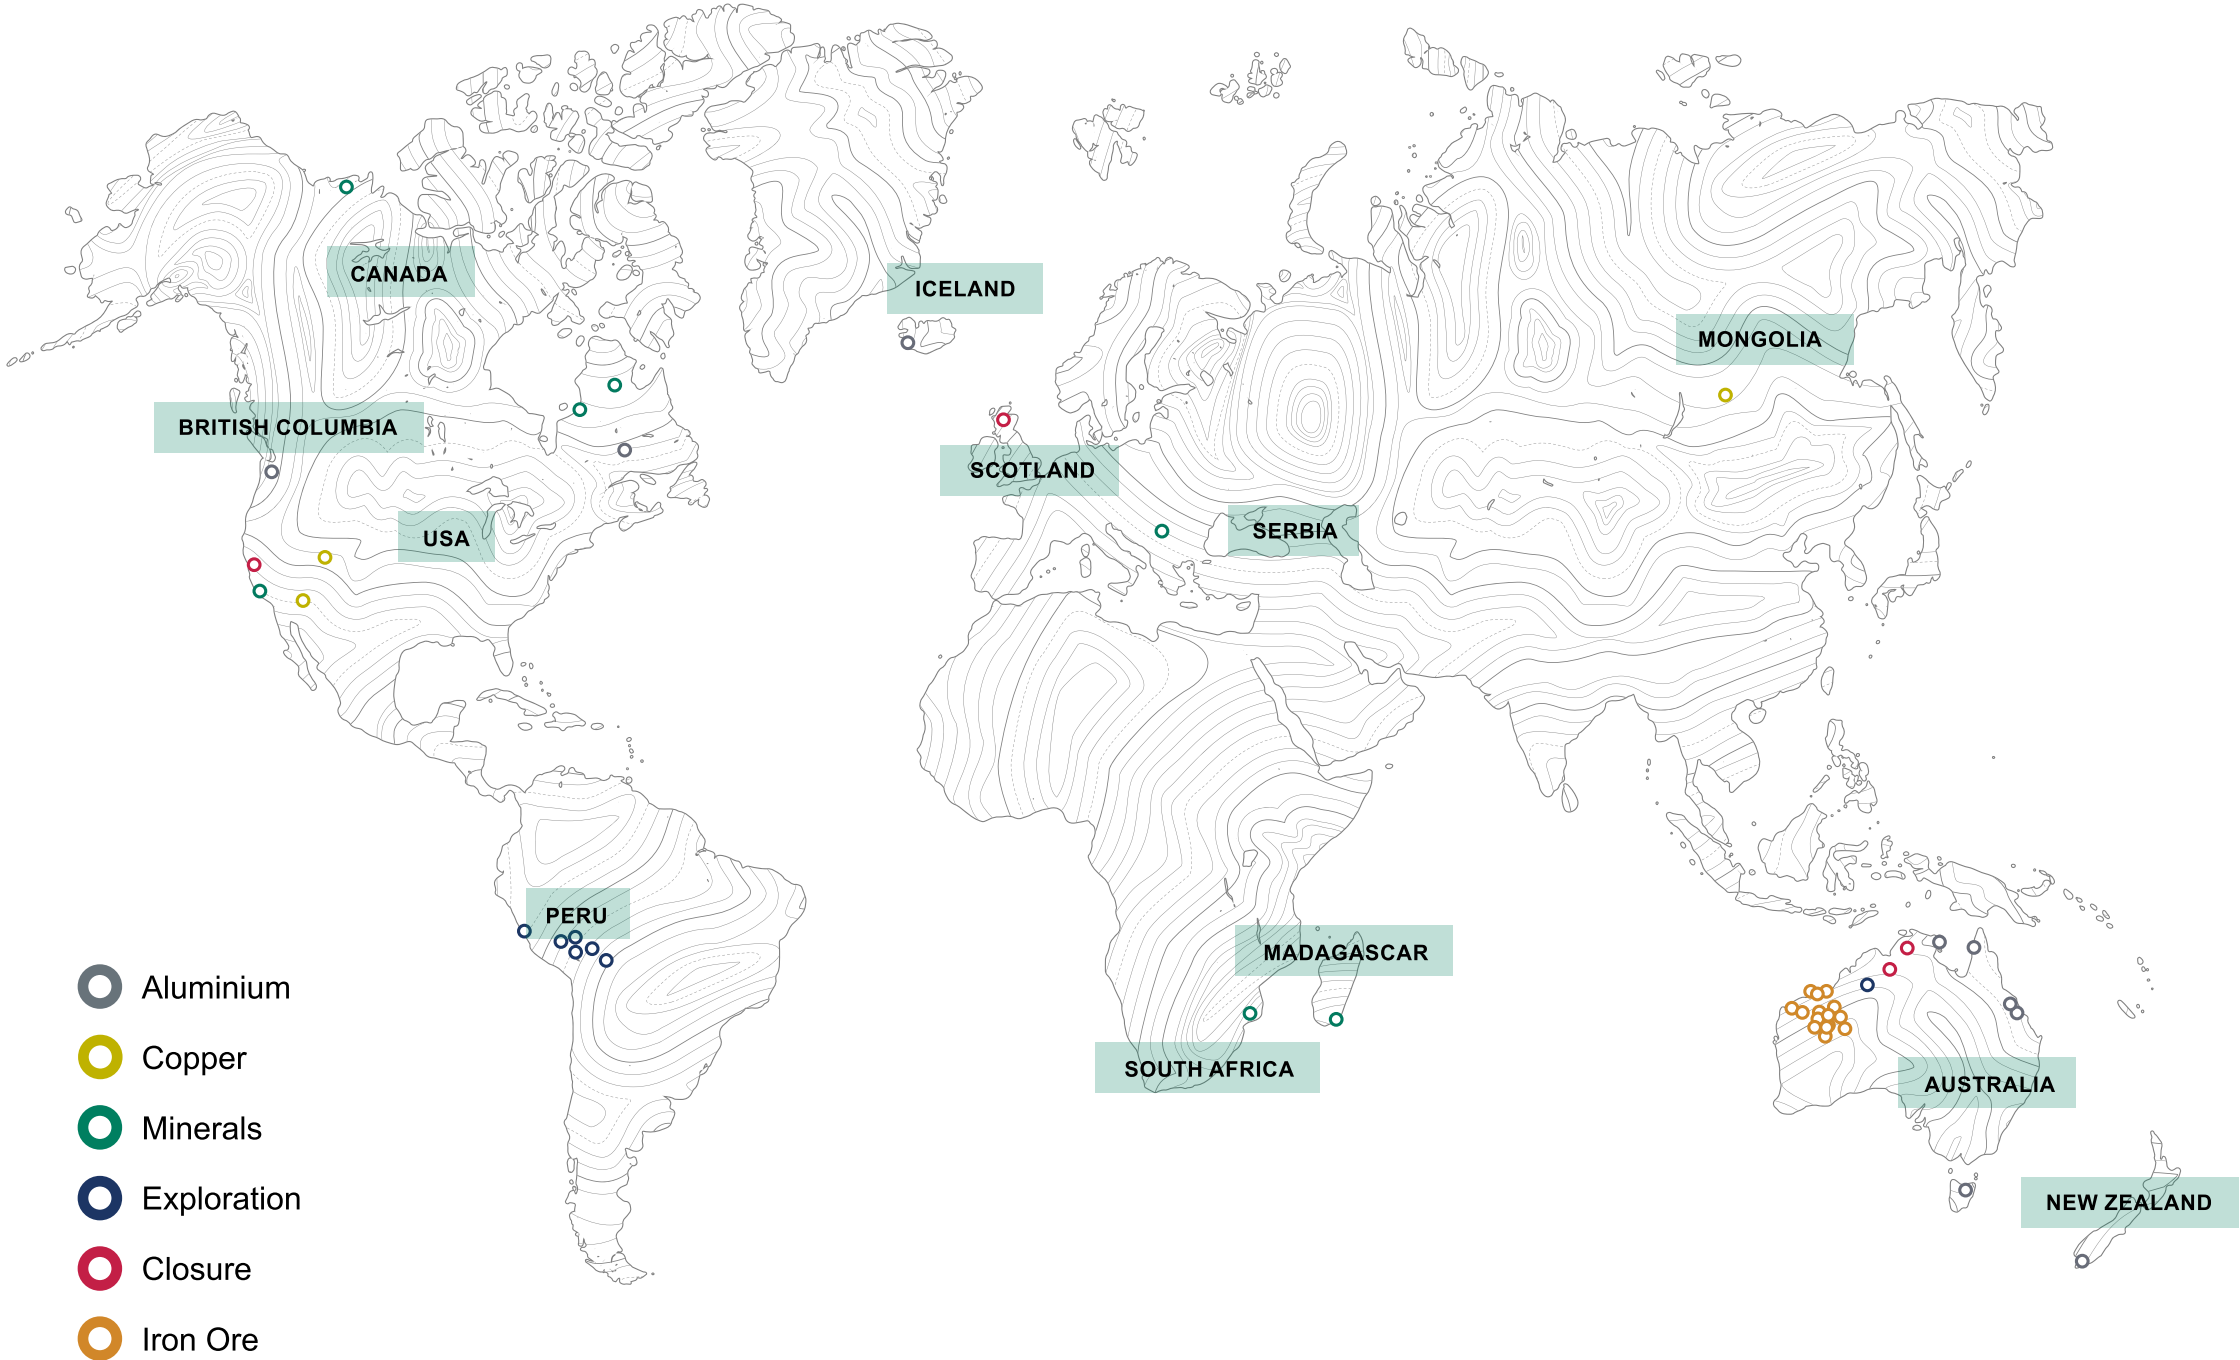 CANADA
ICELAND
MONGOLIA
BRITISH COLUMBIA
SCOTLAND
SERBIA
USA
PERU
MADAGASCAR
SOUTH AFRICA
AUSTRALIA
NEW ZEALAND
Aluminium
Copper
Minerals
Exploration
Closure
Iron Ore